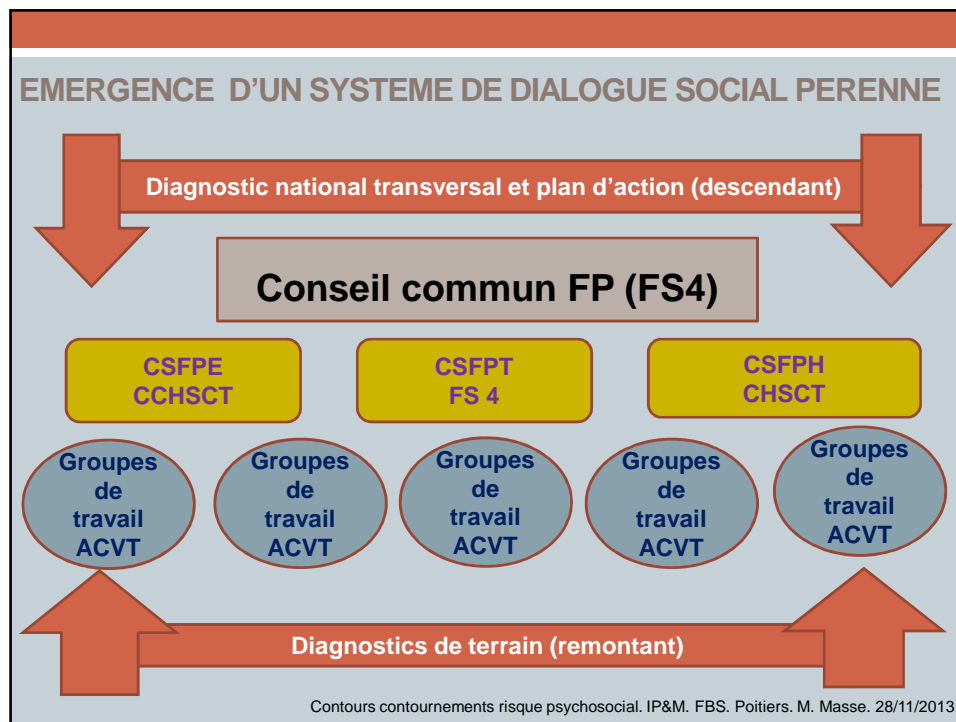 EMERGENCE D'UN SYSTEME DE DIALOGUE SOCIAL PERENNE
Diagnostic national transversal et plan d'action (descendant)
Conseil commun FP (FS4)
CSFPE
CCHSCT
CSFPT
FS 4
CSFPH
CHSCT
Groupes
de
travail
ACVT
Groupes
de
travail
ACVT
Groupes
de
travail
ACVT
Groupes
de
travail
ACVT
Groupes
de
travail
ACVT
Diagnostics de terrain (remontant)
Contours contournements risque psychosocial. IP&M. FBS. Poitiers. M. Masse. 28/11/2013